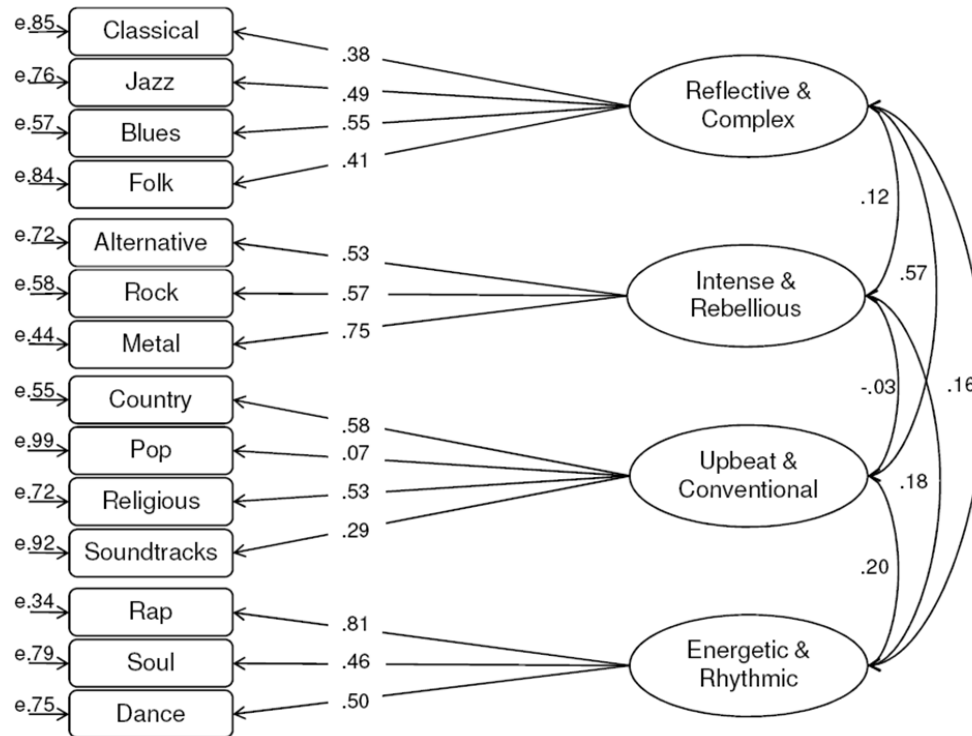 e.85
Classical
.38
e.76
Jazz
.49
e.57
Blues
.55
e.84
Folk
.41
Reflective &
Complex
.12
e.72
Alternative
.53
e.58
Rock
.57
e.44
Metal
.75
Intense &
Rebellious
.57
-.03
.16
e.55
Country
.58
e.99
Pop
.07
e.72
Religious
.53
e.92
Soundtracks
.29
Upbeat &
Conventional
.18
.20
e.34
Rap
.81
e.79
Soul
.46
e.75
Dance
.50
Energetic &
Rhythmic